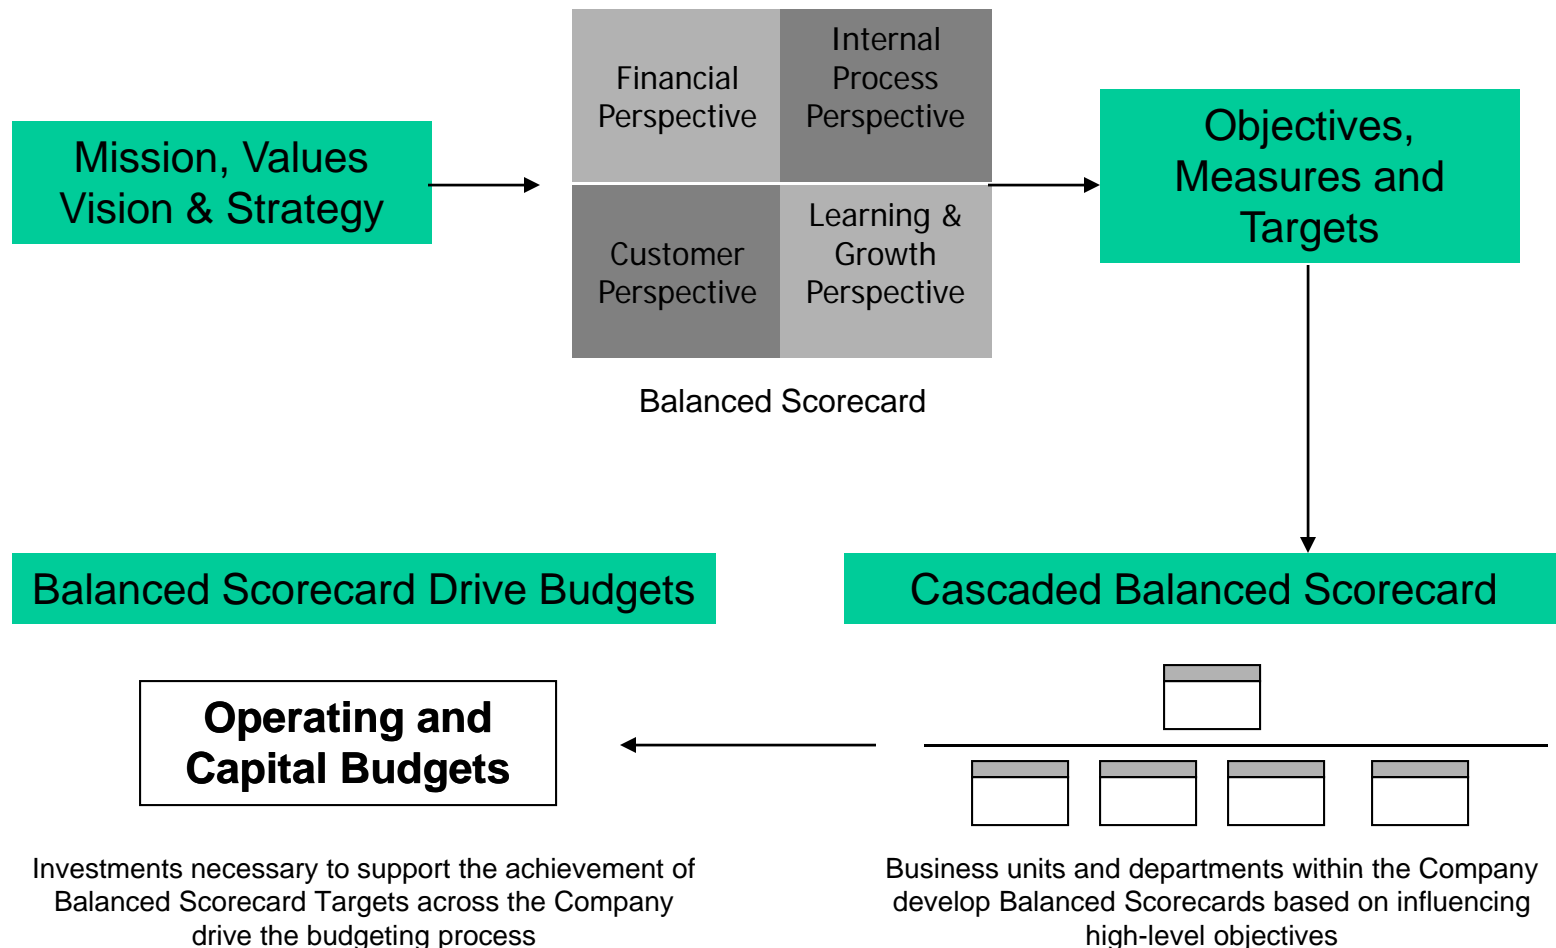 Mission, Values
Vision & Strategy
Financial
Perspective
Internal
Process
Perspective
Customer
Perspective
Learning &
Growth
Perspective
Balanced Scorecard
Objectives,
Measures and
Targets
Balanced Scorecard Drive Budgets
Operating and
Capital Budgets
Investments necessary to support the achievement of
Balanced Scorecard Targets across the Company
drive the budgeting process
Cascaded Balanced Scorecard
Business units and departments within the Company
develop Balanced Scorecards based on influencing
high-level objectives